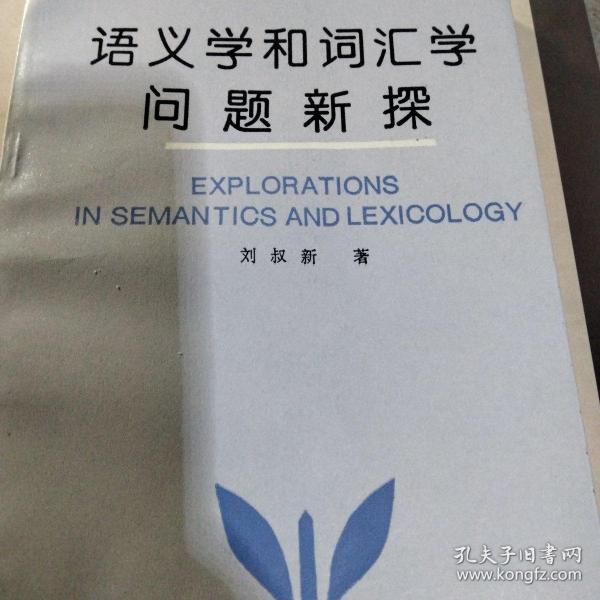 语义学和词汇学
问题新探
EXPLORATIONS
IN SEMANTICS AND LEXICOLOGY
刘叔新 著
孔夫子旧書网
www.kongfz.com